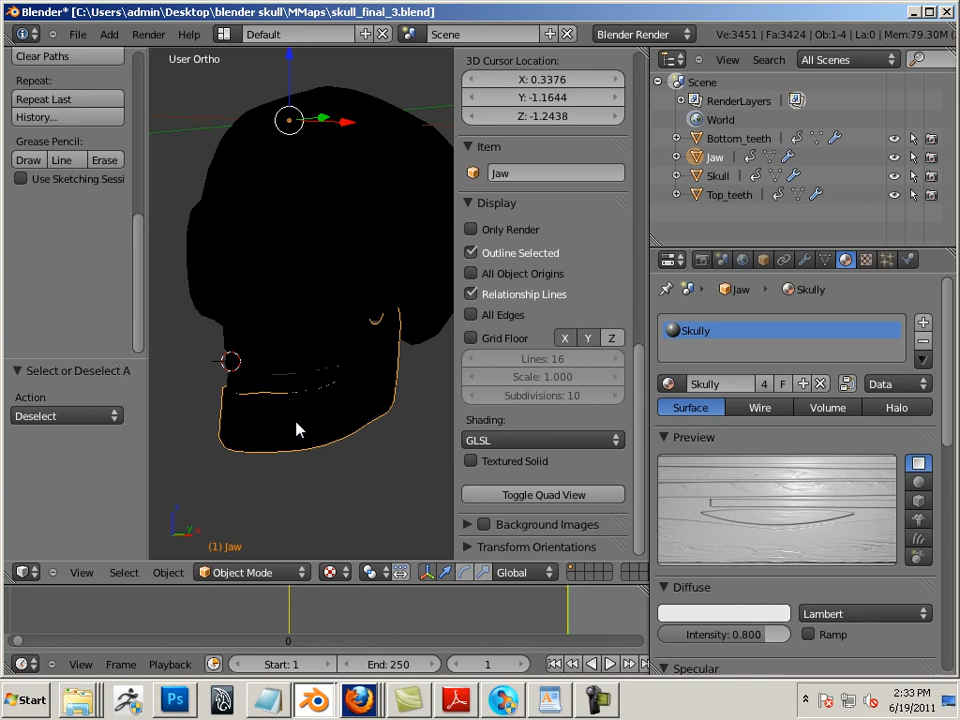 Blender* [C:\Users\admin\Desktop\blender skull\MMaps\skull_final_3.blend]
File Add Render Help Default Scene Blender Render Ve:3451 | Fa:3424 | Ob:1-4 | La:0 | Mem:79.30M (
Clear Paths
Repeat:
Repeat Last
History...
Grease Pencil:
Draw Line Erase
Use Sketching Sessi
Select or Deselect A
Action
Deselect
User Ortho
(1) Jaw
3D Cursor Location:
X: 0.3376
Y: -1.1644
Z: -1.2438
Item
Jaw
Display
Only Render
Outline Selected
All Object Origins
Relationship Lines
All Edges
Grid Floor X Y Z
Lines: 16
Scale: 1.000
Subdivisions: 10
Shading:
GLSL
Textured Solid
Toggle Quad View
Background Images
Transform Orientations
View Search All Scenes
Scene
RenderLayers
World
Bottom_teeth
Jaw
Skull
Top_teeth
Jaw Skully
Skully
Skully 4 F Data
Surface Wire Volume Halo
Preview
Diffuse
Lambert
Intensity: 0.800 Ramp
Specular
View Select Object Object Mode Global
0
View Frame Playback Start: 1 End: 250 1
Start Ps 2:33 PM
6/19/2011